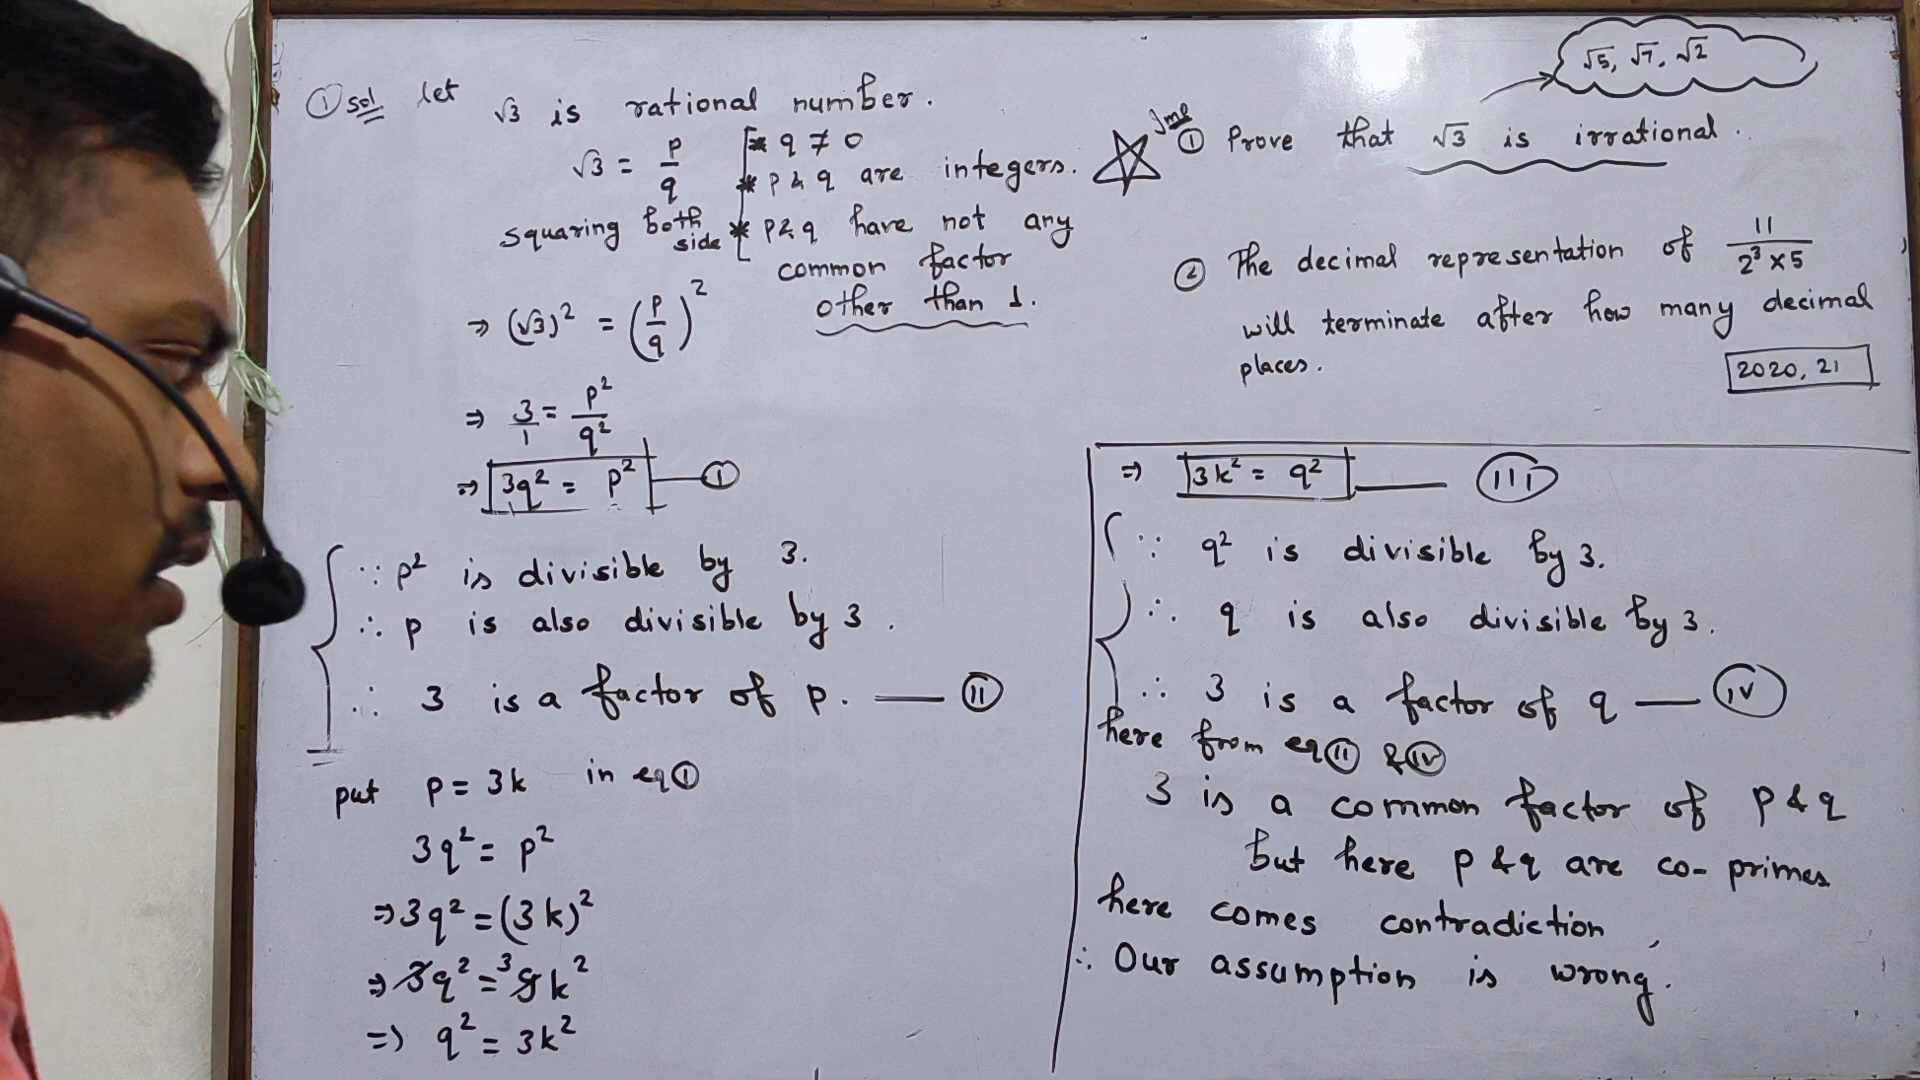 ① sol let √3 is rational number.
√3 = p/q
* q ≠ 0
* p & q are integers.
* p & q have not any
common factor
other than 1.
squaring both
side
⇒ (√3)² = (p/q)²
⇒ 3/1 = p²/q²
⇒ 3q² = p² — ①
∵ p² is divisible by 3.
∴ p is also divisible by 3.
∴ 3 is a factor of p. — ⑪
put p = 3k in eq ①
3q² = p²
⇒ 3q² = (3k)²
⇒ 3q² = ³9k²
⇒ q² = 3k²
√5, √7, √2
Imp
① Prove that √3 is irrational.
② The decimal representation of 11/(2³×5)
will terminate after how many decimal
places.
2020, 21
⇒ 3k² = q² — (III)
∵ q² is divisible by 3.
∴ q is also divisible by 3.
∴ 3 is a factor of q — (IV)
here from eq (II) & (IV)
3 is a common factor of p & q
but here p & q are co-primes
here comes contradiction,
∴ Our assumption is wrong.